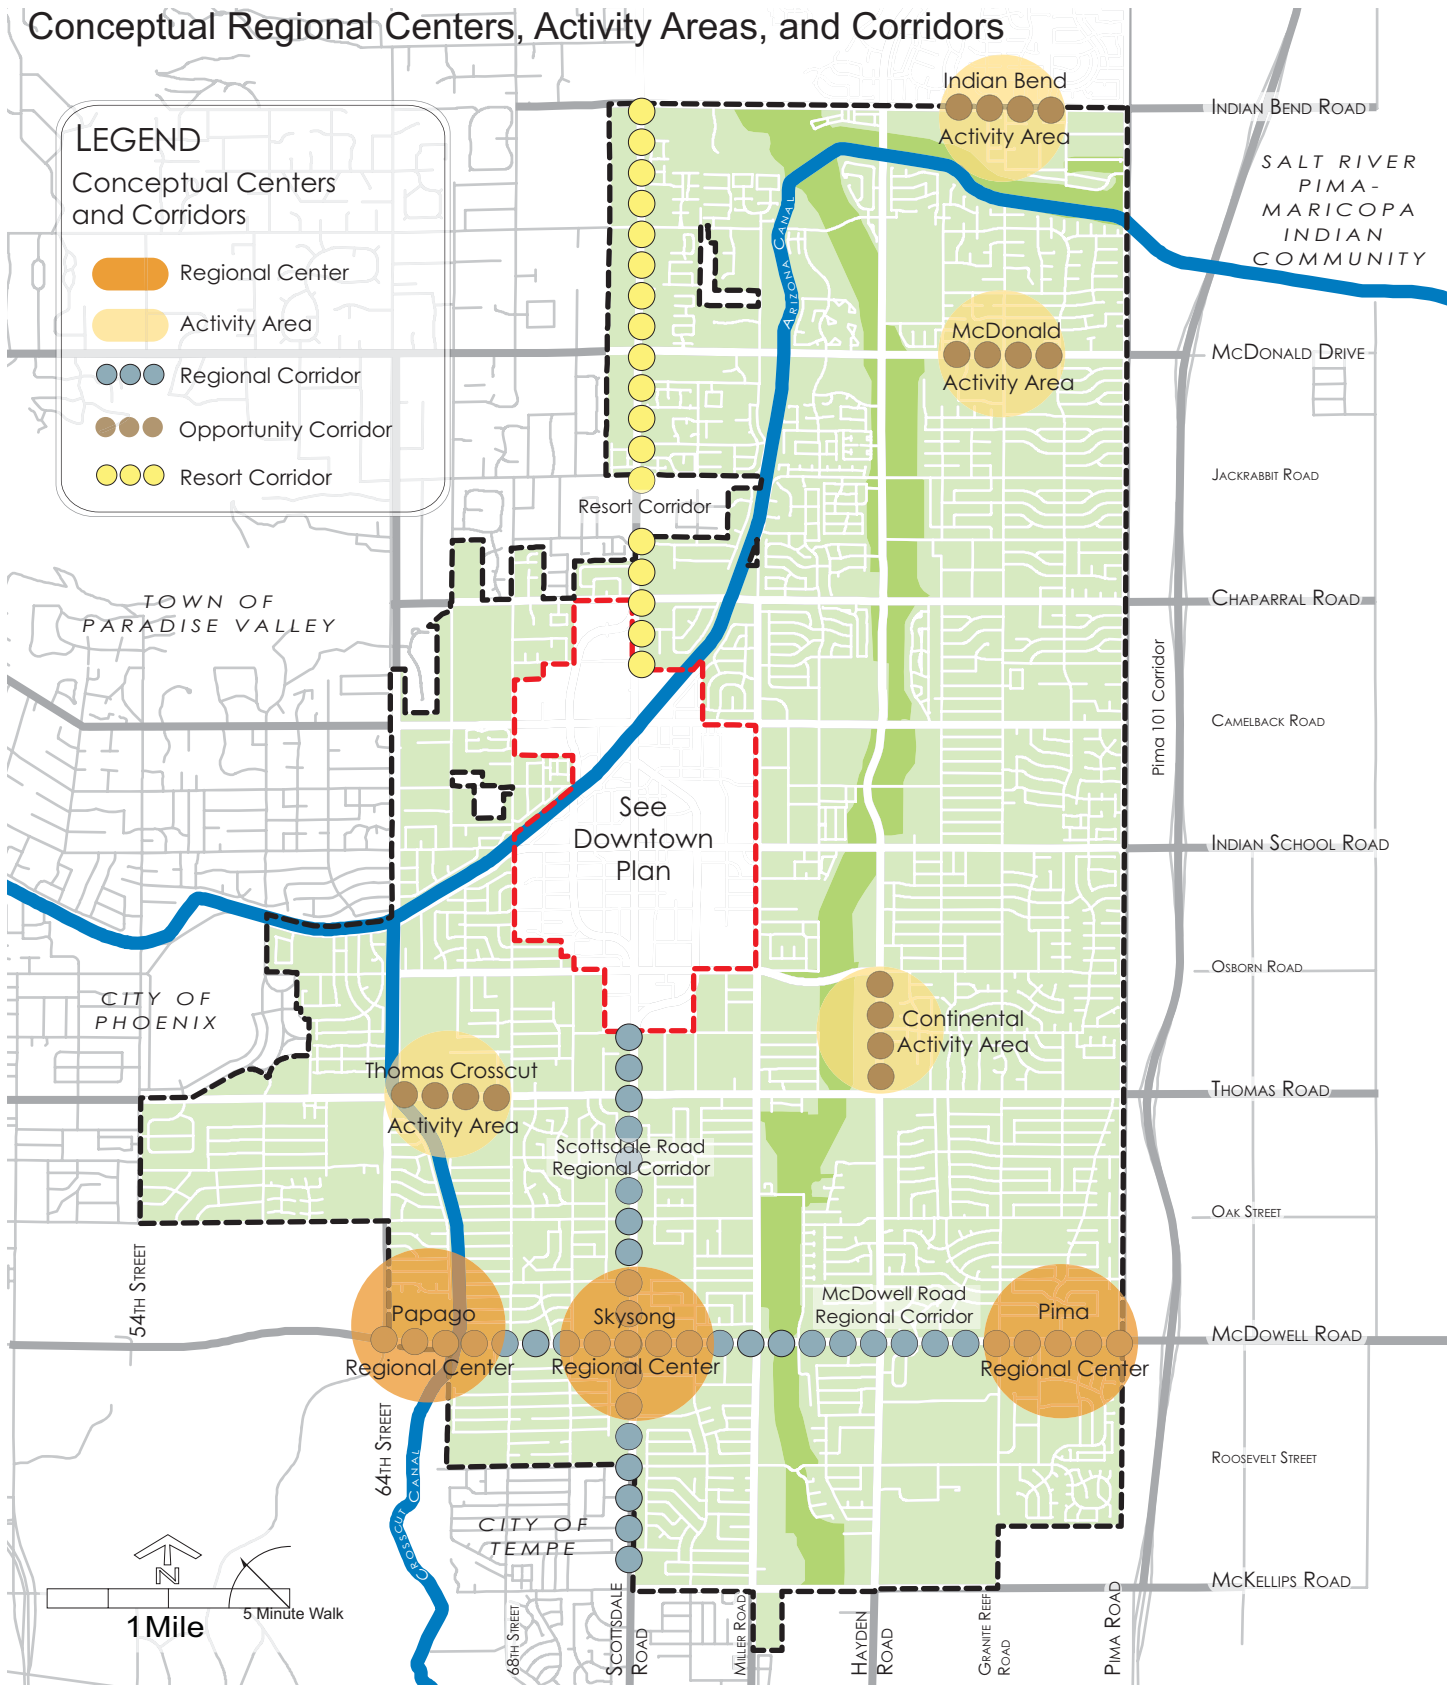 Conceptual Regional Centers, Activity Areas, and Corridors
LEGEND
Conceptual Centers
and Corridors
Regional Center
Activity Area
Regional Corridor
Opportunity Corridor
Resort Corridor
Indian Bend
Activity Area
INDIAN BEND ROAD
SALT RIVER
PIMA-
MARICOPA
INDIAN
COMMUNITY
ARIZONA CANAL
McDonald
Activity Area
MCDONALD DRIVE
JACKRABBIT ROAD
Resort Corridor
TOWN OF
PARADISE VALLEY
CHAPARRAL ROAD
Pima 101 Corridor
CAMELBACK ROAD
See
Downtown
Plan
INDIAN SCHOOL ROAD
OSBORN ROAD
CITY OF
PHOENIX
Continental
Activity Area
Thomas Crosscut
Activity Area
THOMAS ROAD
Scottsdale Road
Regional Corridor
OAK STREET
54TH STREET
McDowell Road
Regional Corridor
Papago
Regional Center
Skysong
Regional Center
Pima
Regional Center
MCDOWELL ROAD
64TH STREET
CROSSCUT CANAL
ROOSEVELT STREET
CITY OF
TEMPE
N
1 Mile
5 Minute Walk
MCKELLIPS ROAD
68TH STREET
SCOTTSDALE
ROAD
MILLER ROAD
HAYDEN
ROAD
GRANITE REEF
ROAD
PIMA ROAD